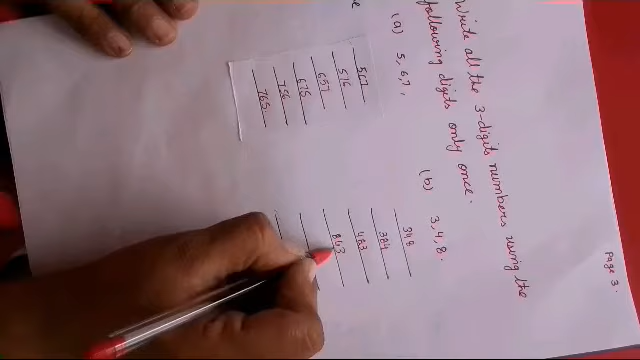 Page 3.
Write all the 3-digit numbers using the
following digits only once.
(a) 5, 6, 7,
567
576
657
675
756
765
(b) 3, 4, 8.
348
384
483
843